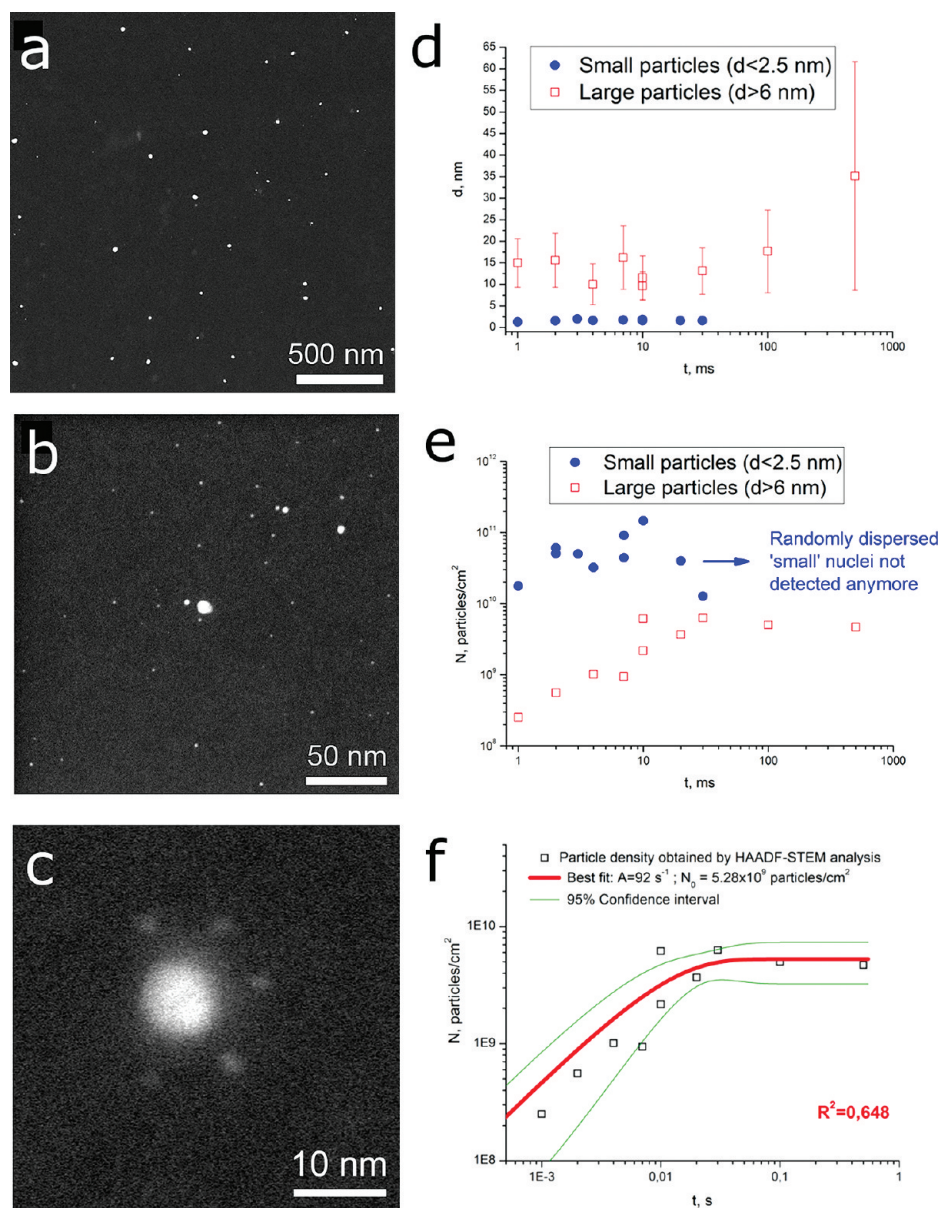 a
500 nm
b
50 nm
c
10 nm
d
Small particles (d<2.5 nm)
Large particles (d>6 nm)
65
60
55
50
45
40
35
30
25
20
15
10
5
0
d, nm
1
10
100
1000
t, ms
e
Small particles (d<2.5 nm)
Large particles (d>6 nm)
Randomly dispersed
'small' nuclei not
detected anymore
10¹²
10¹¹
10¹⁰
10⁹
10⁸
N, particles/cm²
1
10
100
1000
t, ms
f
Particle density obtained by HAADF-STEM analysis
Best fit: A=92 s⁻¹ ; N₀ = 5.28x10⁹ particles/cm²
95% Confidence interval
1E10
1E9
1E8
N, particles/cm²
R²=0,648
1E-3
0,01
0,1
1
t, s